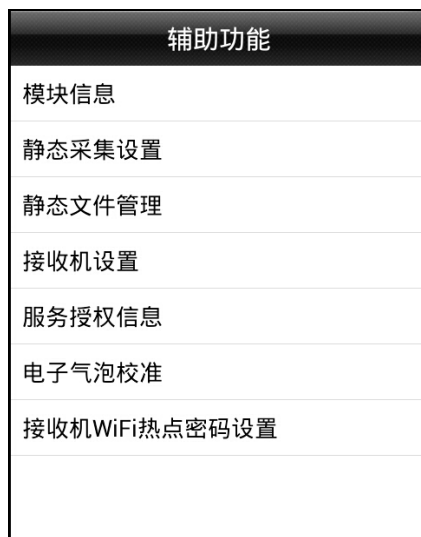 辅助功能
模块信息
静态采集设置
静态文件管理
接收机设置
服务授权信息
电子气泡校准
接收机WiFi热点密码设置